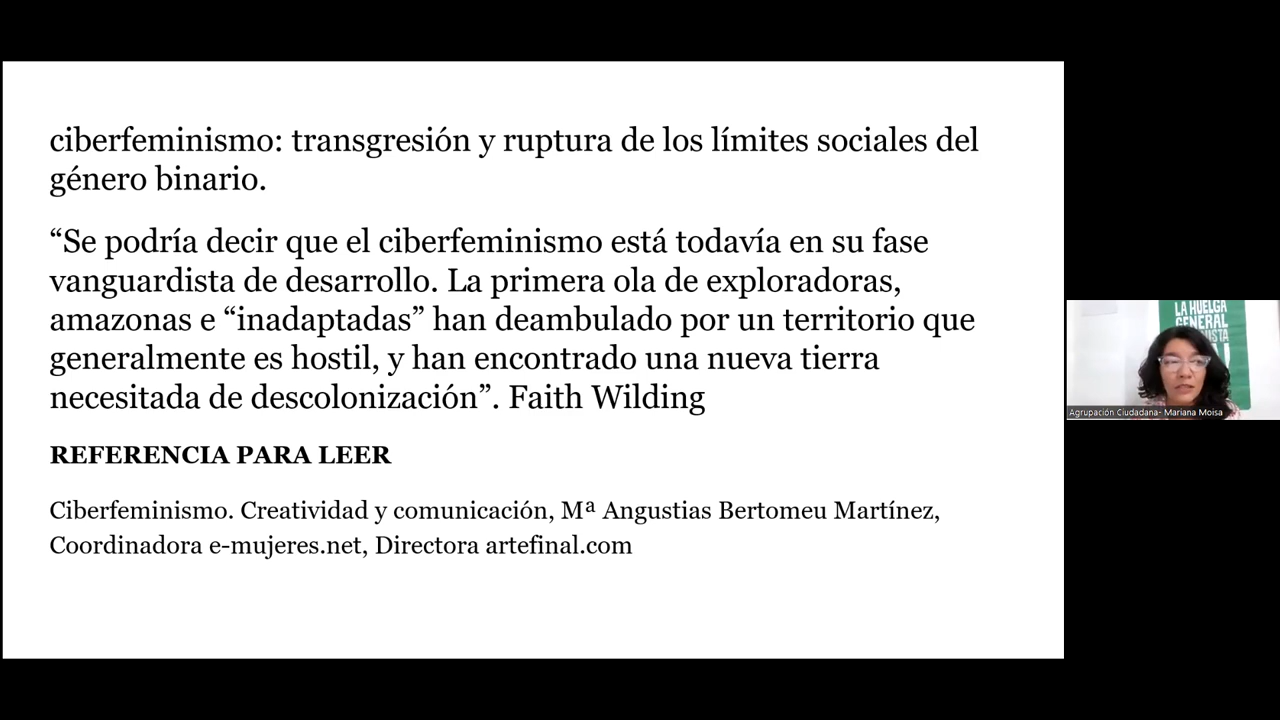 ciberfeminismo: transgresión y ruptura de los límites sociales del
género binario.
“Se podría decir que el ciberfeminismo está todavía en su fase
vanguardista de desarrollo. La primera ola de exploradoras,
amazonas e “inadaptadas” han deambulado por un territorio que
generalmente es hostil, y han encontrado una nueva tierra
necesitada de descolonización”. Faith Wilding
REFERENCIA PARA LEER
Ciberfeminismo. Creatividad y comunicación, Mª Angustias Bertomeu Martínez,
Coordinadora e-mujeres.net, Directora artefinal.com
LA HUELGA
GENERAL
Agrupación Ciudadana- Mariana Moisa